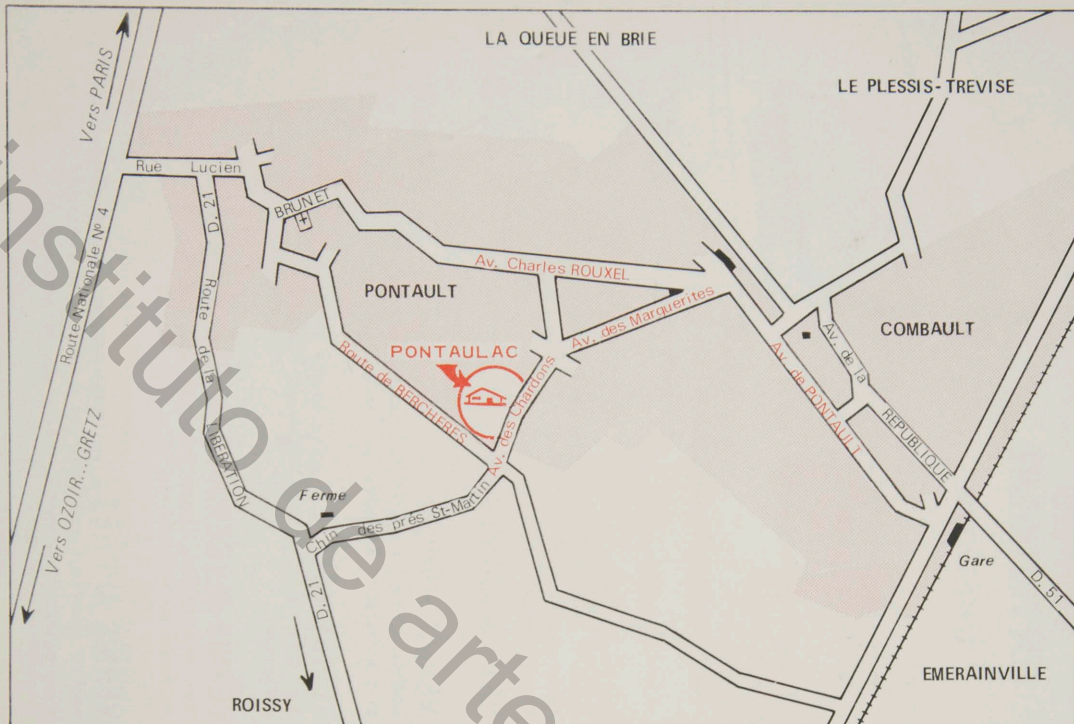 LA QUEUE EN BRIE
LE PLESSIS-TREVISE
Vers PARIS
Rue Lucien
BRUNET
D. 21
Route Nationale No 4
Route de la LIBERATION
Av. Charles ROUXEL
PONTAULT
Av. des Marguerites
COMBAULT
Av. de la REPUBLIQUE
PONTAULAC
Route de BERCHERES
Av. des Chardons
Av. de PONTAULT
Vers OZOIR...GRETZ
Ferme
Chin des prés St-Martin
Gare
D. 51
D. 21
EMERAINVILLE
ROISSY
instituto de arte